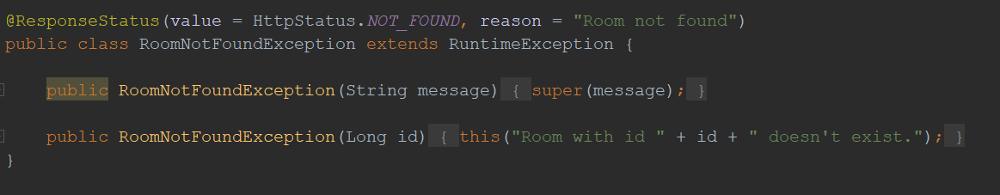 @ResponseStatus(value = HttpStatus.NOT_FOUND, reason = "Room not found")
public class RoomNotFoundException extends RuntimeException {
public RoomNotFoundException(String message) { super(message); }
public RoomNotFoundException(Long id) { this("Room with id " + id + " doesn't exist."); }
}